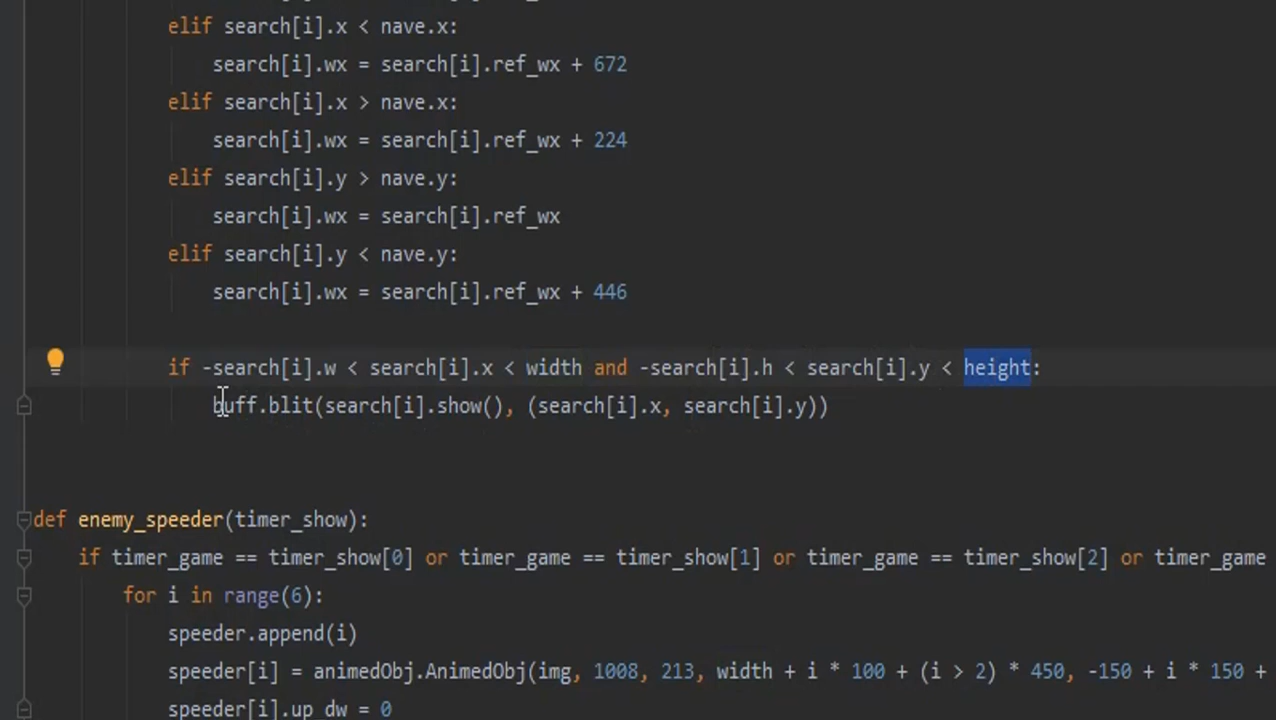 elif search[i].x < nave.x:
search[i].wx = search[i].ref_wx + 672
elif search[i].x > nave.x:
search[i].wx = search[i].ref_wx + 224
elif search[i].y > nave.y:
search[i].wx = search[i].ref_wx
elif search[i].y < nave.y:
search[i].wx = search[i].ref_wx + 446
if -search[i].w < search[i].x < width and -search[i].h < search[i].y < height:
buff.blit(search[i].show(), (search[i].x, search[i].y))
def enemy_speeder(timer_show):
if timer_game == timer_show[0] or timer_game == timer_show[1] or timer_game == timer_show[2] or timer_game
for i in range(6):
speeder.append(i)
speeder[i] = animedObj.AnimedObj(img, 1008, 213, width + i * 100 + (i > 2) * 450, -150 + i * 150 +
speeder[i].up_dw = 0